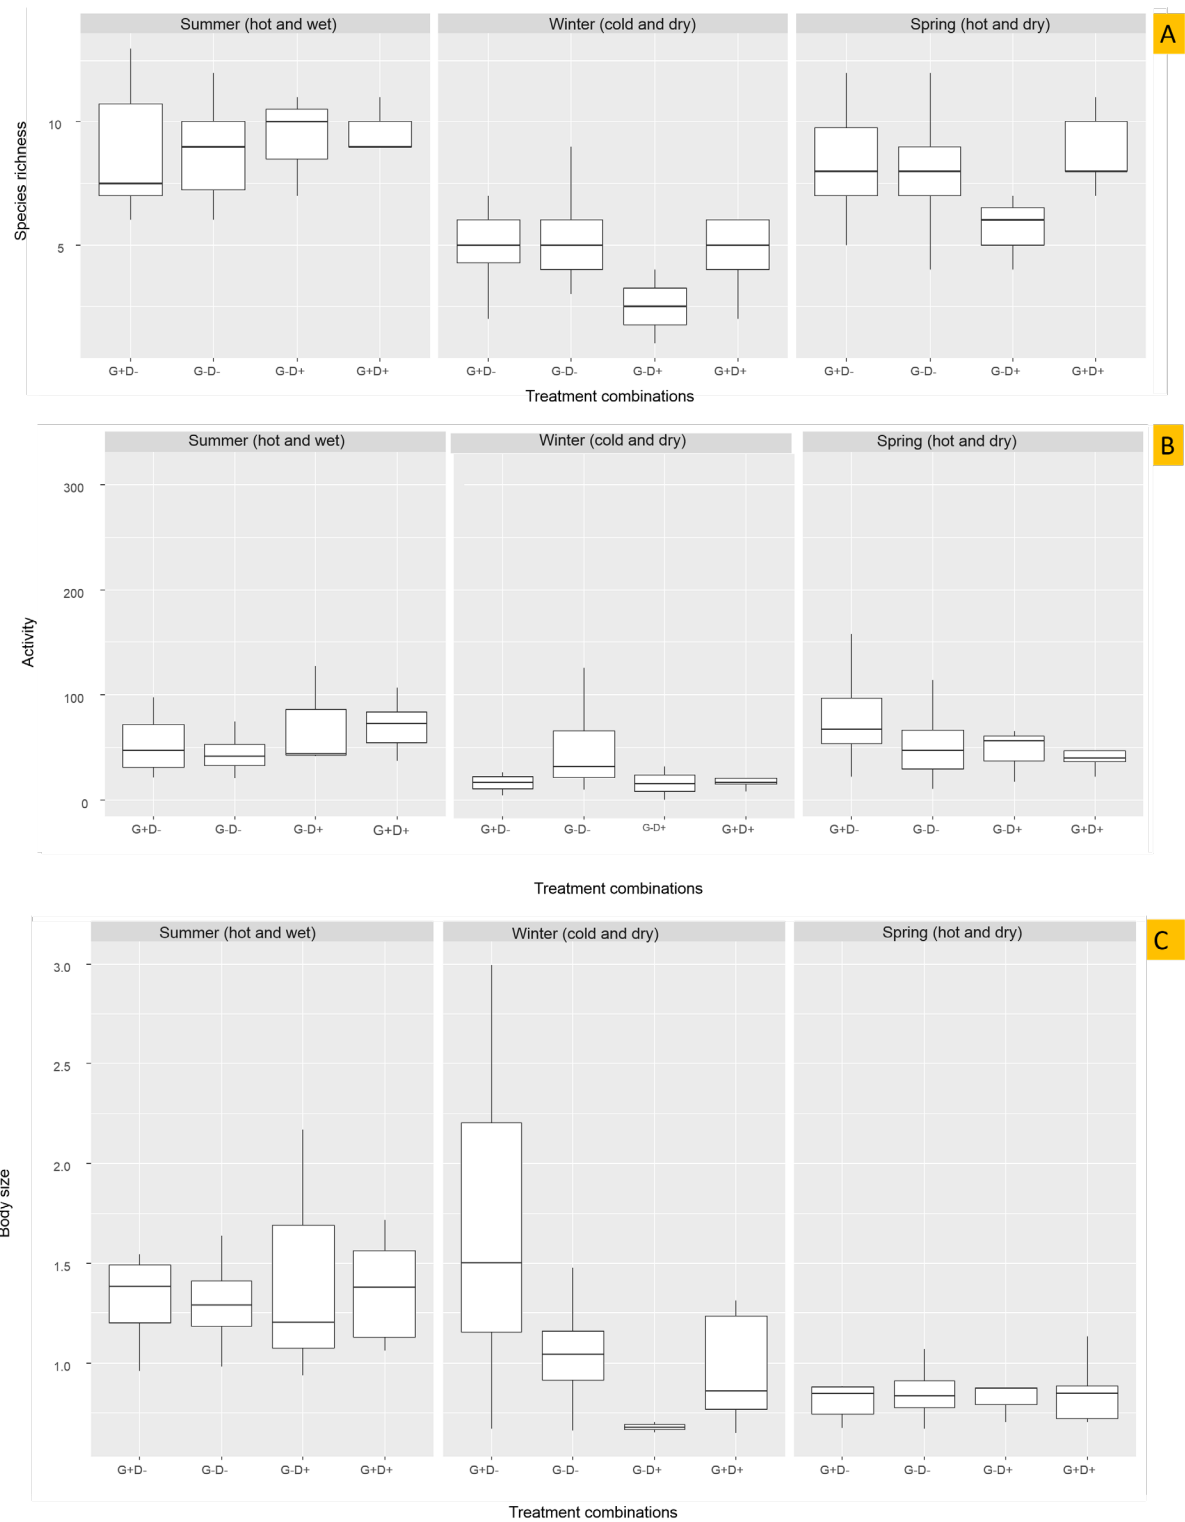 Summer (hot and wet) Winter (cold and dry) Spring (hot and dry) A
Species richness
10
5
G+D- G-D- G-D+ G+D+ G+D- G-D- G-D+ G+D+ G+D- G-D- G-D+ G+D+
Treatment combinations
Summer (hot and wet) Winter (cold and dry) Spring (hot and dry) B
Activity
300
200
100
0
G+D- G-D- G-D+ G+D+ G+D- G-D- G-D+ G+D+ G+D- G-D- G-D+ G+D+
Treatment combinations
Summer (hot and wet) Winter (cold and dry) Spring (hot and dry) C
Body size
3.0
2.5
2.0
1.5
1.0
G+D- G-D- G-D+ G+D+ G+D- G-D- G-D+ G+D+ G+D- G-D- G-D+ G+D+
Treatment combinations